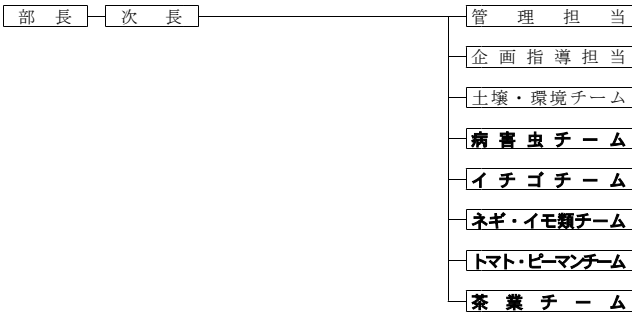 部長 次長 管理担当
企画指導担当
土壌・環境チーム
病害虫チーム
イチゴチーム
ネギ・イモ類チーム
トマト・ピーマンチーム
茶業チーム